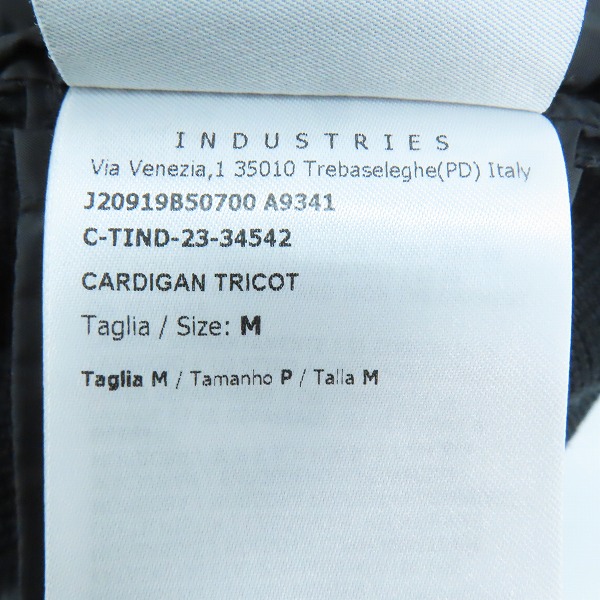 INDUSTRIES
Via Venezia,1 35010 Trebaseleghe(PD) Italy
J20919B50700 A9341
C-TIND-23-34542
CARDIGAN TRICOT
Taglia / Size: M
Taglia M / Tamanho P / Talla M